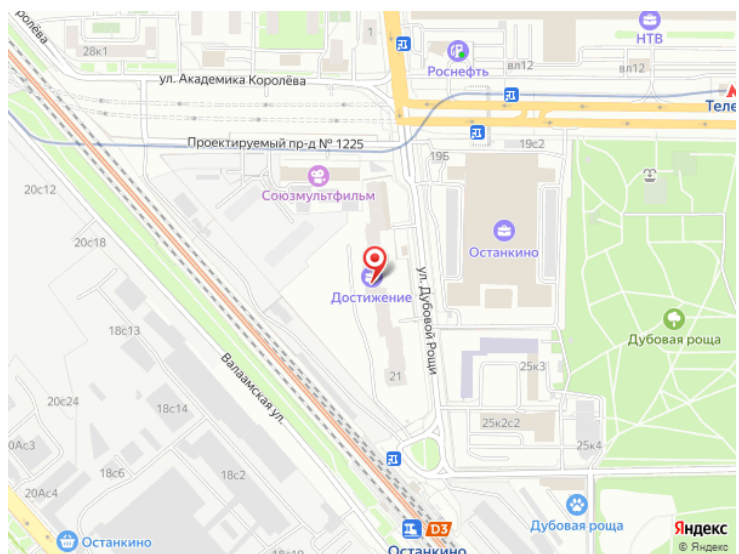 оролёва
28к1
1
НТВ
Роснефть
вл12
вл12
ул. Академика Королёва
Теле
Проектируемый пр-д № 1225
19Б
19с2
20с12
Союзмультфильм
20с18
Останкино
Достижение
ул. Дубовой Рощи
Дубовая роща
18с13
Валаамская ул.
21
25к3
20с24
18с14
25к2с2
20Ас3
25к4
18с6
18с2
20Ас4
Дубовая роща
Яндекс
Останкино
D3
Останкино
© Яндекс